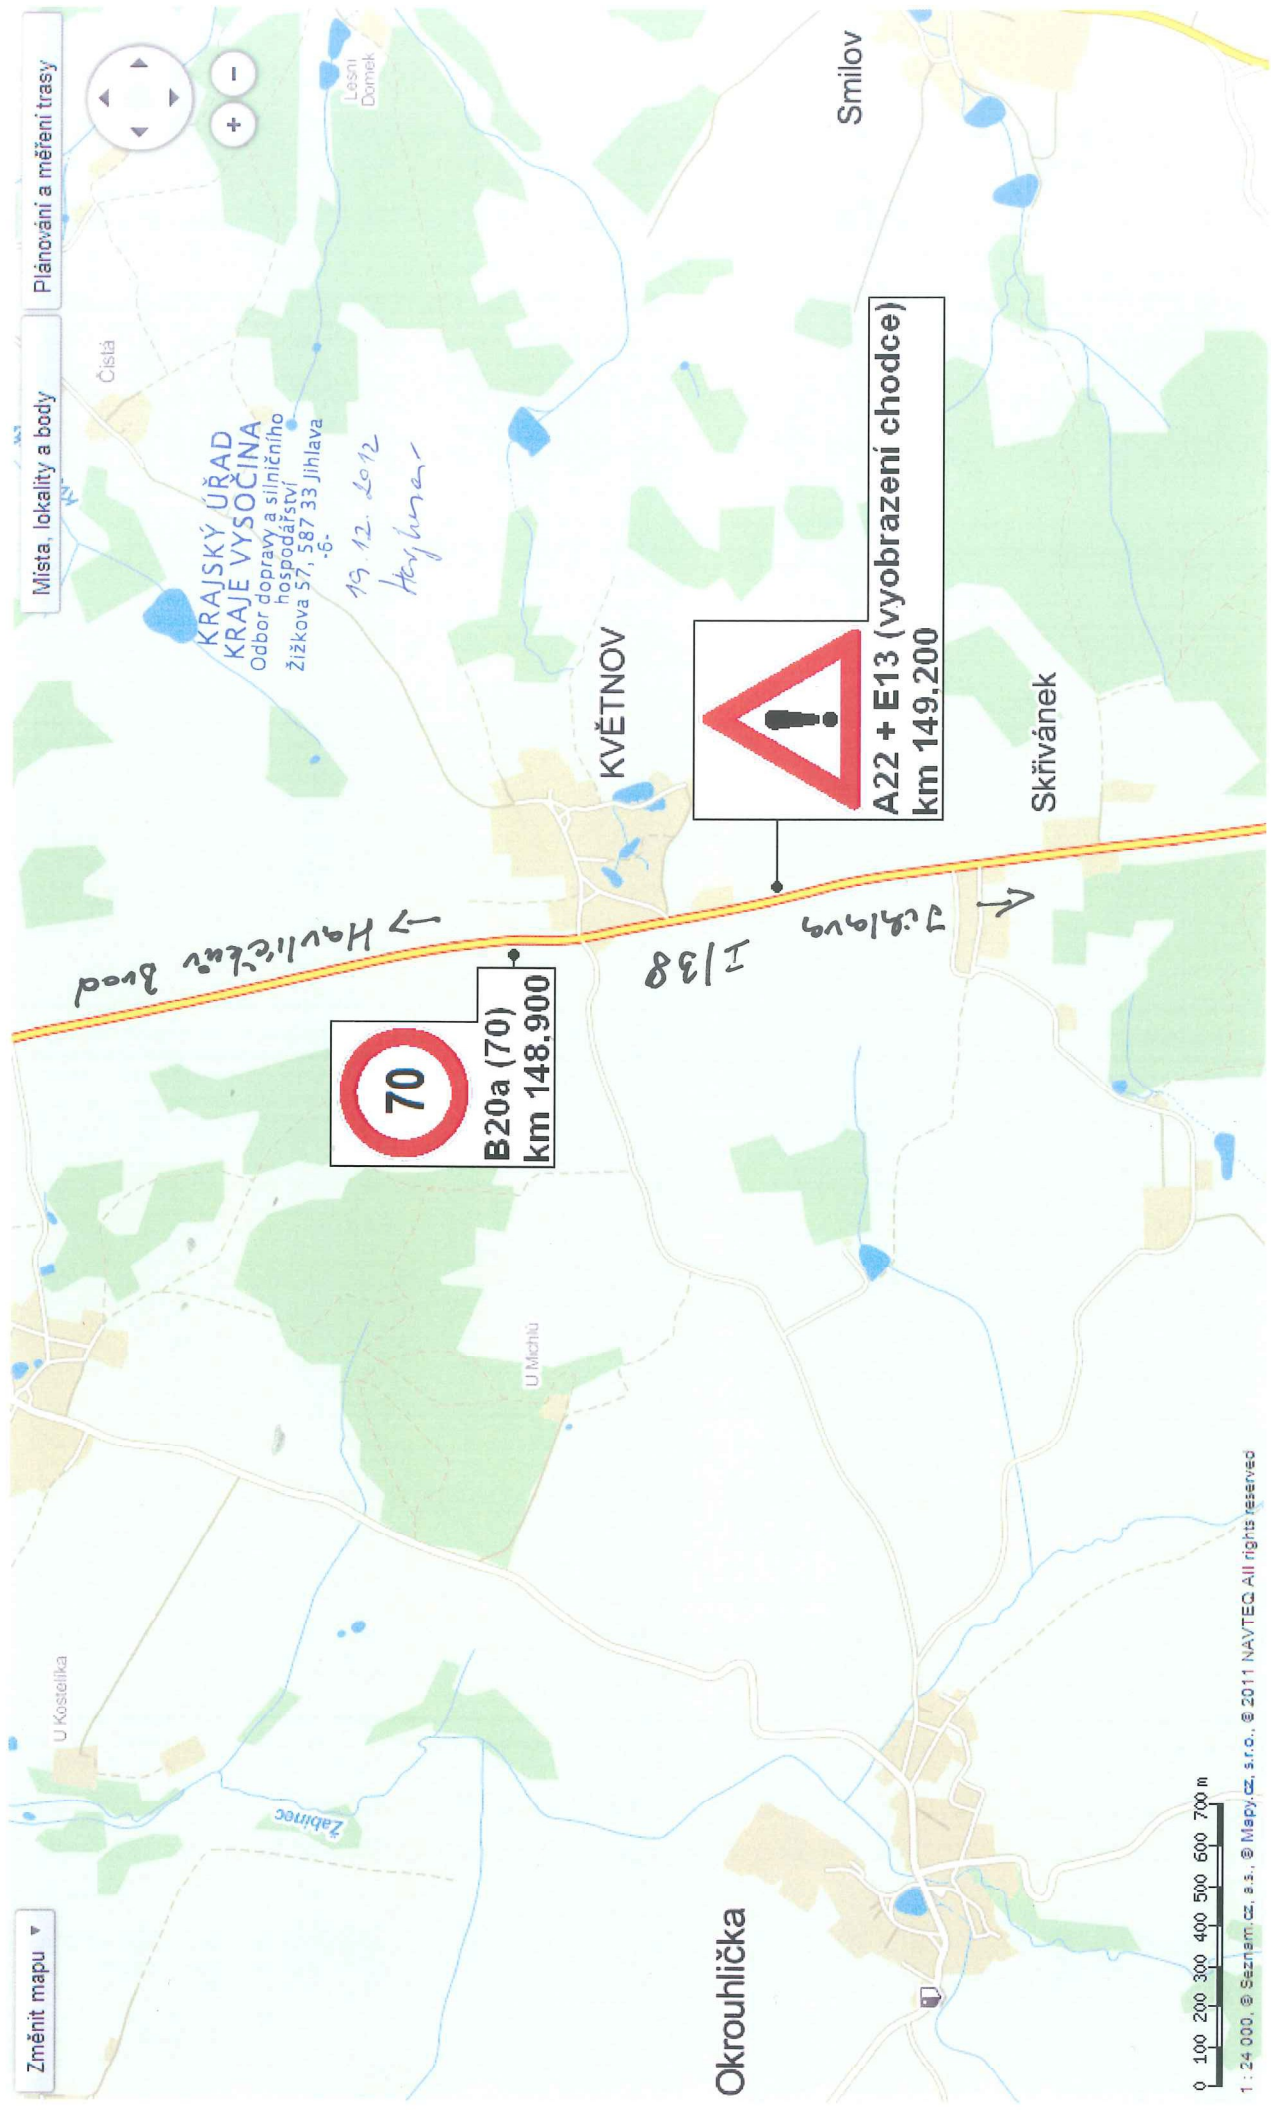 Změnit mapu
Místa, lokality a body
Plánování a měření trasy
U Kostelíka
Čistá
Lesní
Domek
KRAJSKÝ ÚŘAD
KRAJE VYSOČINA
Odbor dopravy a silničního
hospodářství
Žižkova 57, 587 33 Jihlava
-6-
19. 12. 2012
Žabinec
→ Havlíčkův Brod
70
B20a (70)
km 148,900
U Michlů
KVĚTNOV
I/38
Jihlava
←
A22 + E13 (vyobrazení chodce)
km 149,200
Smilov
Skřivánek
Okrouhlička
0 100 200 300 400 500 600 700 m
1 : 24 000, © Seznam.cz, a.s., © Mapy.cz, s.r.o., © 2011 NAVTEQ All rights reserved